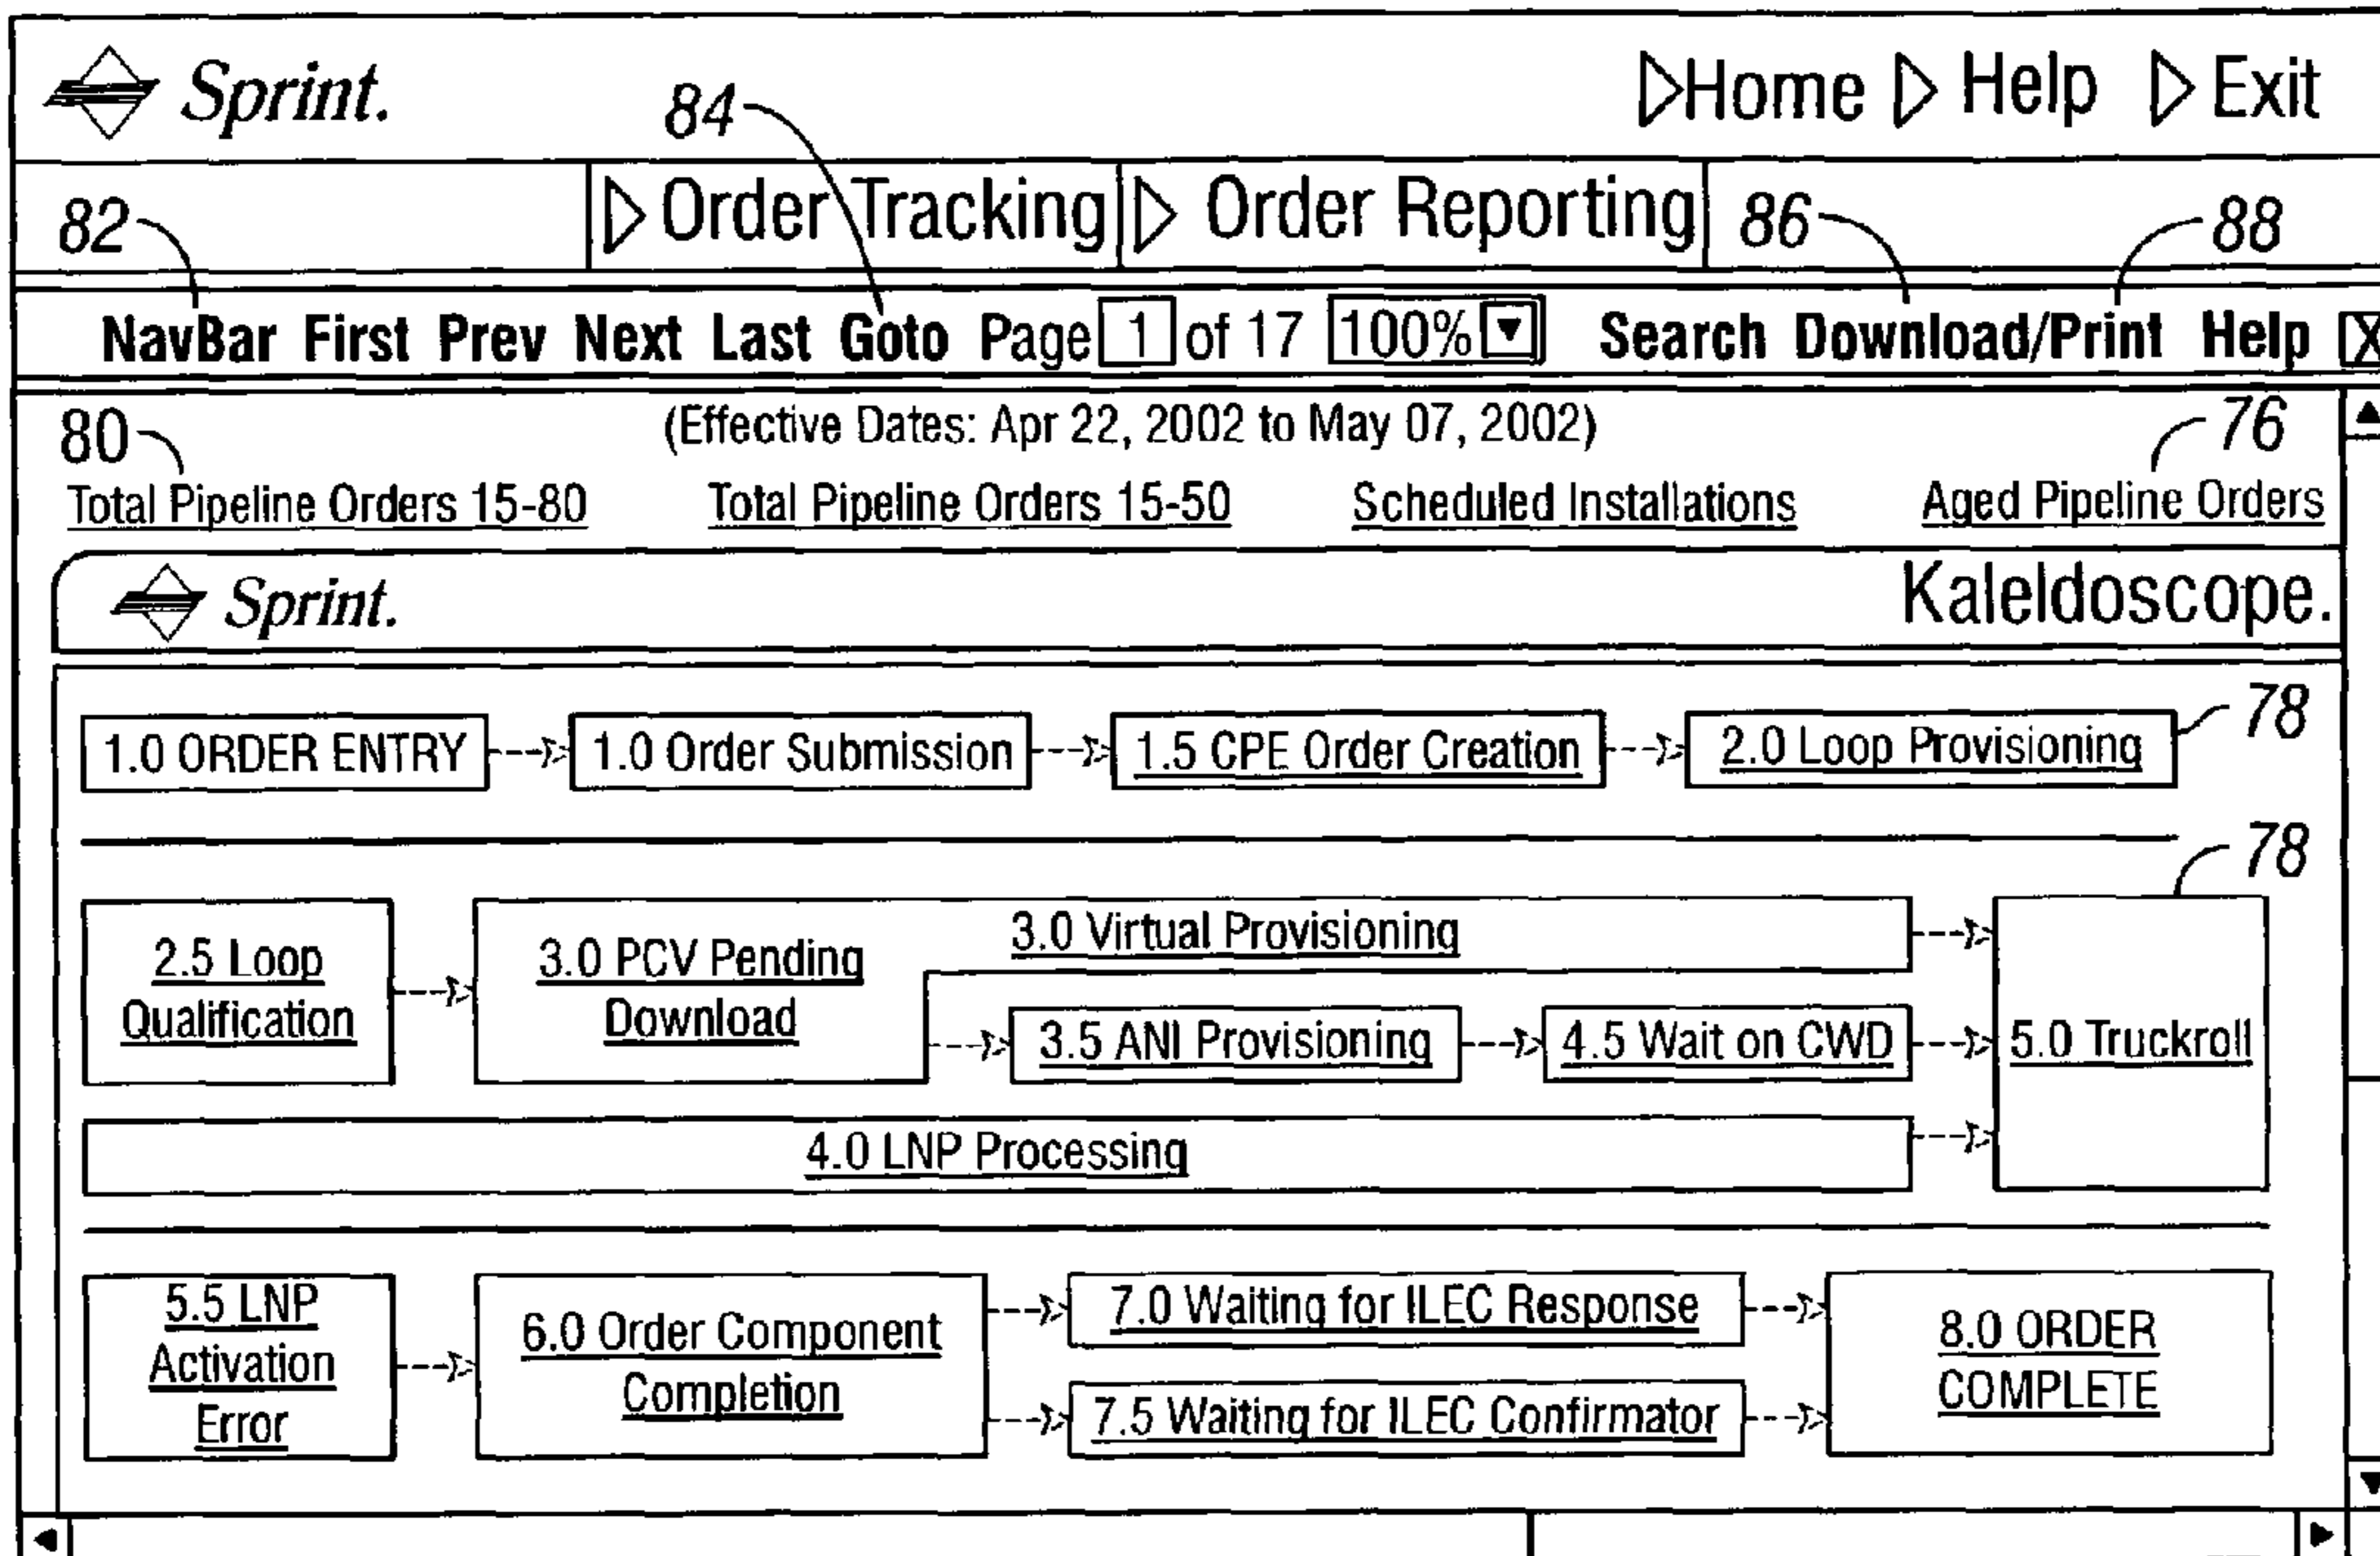 Sprint.
▷Home ▷ Help ▷ Exit
84
82
▷ Order Tracking
▷ Order Reporting
86
88
NavBar First Prev Next Last Goto Page 1 of 17 100% ▼ Search Download/Print Help X
80
(Effective Dates: Apr 22, 2002 to May 07, 2002)
76
Total Pipeline Orders 15-80
Total Pipeline Orders 15-50
Scheduled Installations
Aged Pipeline Orders
Sprint.
Kaleldoscope.
78
1.0 ORDER ENTRY
1.0 Order Submission
1.5 CPE Order Creation
2.0 Loop Provisioning
78
2.5 Loop
Qualification
3.0 PCV Pending
Download
3.0 Virtual Provisioning
3.5 ANI Provisioning
4.5 Wait on CWD
5.0 Truckroll
4.0 LNP Processing
5.5 LNP
Activation
Error
6.0 Order Component
Completion
7.0 Waiting for ILEC Response
7.5 Waiting for ILEC Confirmator
8.0 ORDER
COMPLETE